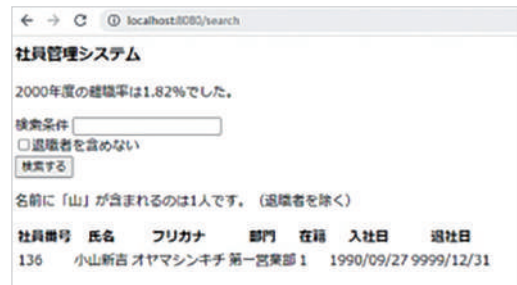 localhost:8080/search
社員管理システム
2000年度の離職率は1.82%でした。
検索条件
退職者を含めない
検索する
名前に「山」が含まれるのは1人です。（退職者を除く）
社員番号 氏名 フリガナ 部門 在籍 入社日 退社日
136 小山新吉 オヤマシンキチ 第一営業部 1 1990/09/27 9999/12/31